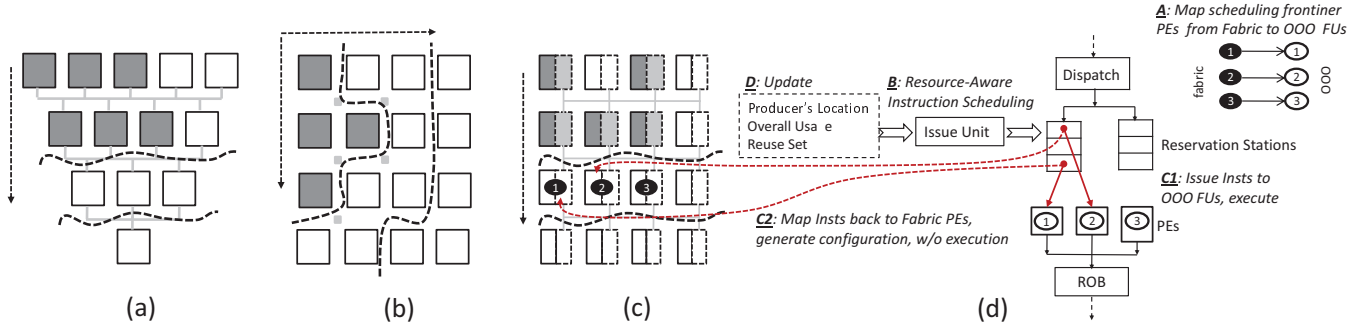 A: Map scheduling frontiner
PEs from Fabric to OOO FUs
fabric
1
1
2
2
3
3
OOO
Dispatch
D: Update
B: Resource-Aware
Instruction Scheduling
Producer's Location
Overall Usa e
Reuse Set
Issue Unit
Reservation Stations
C1: Issue Insts to
OOO FUs, execute
1
2
3
C2: Map Insts back to Fabric PEs,
generate configuration, w/o execution
1
2
3
PEs
ROB
(a)
(b)
(c)
(d)